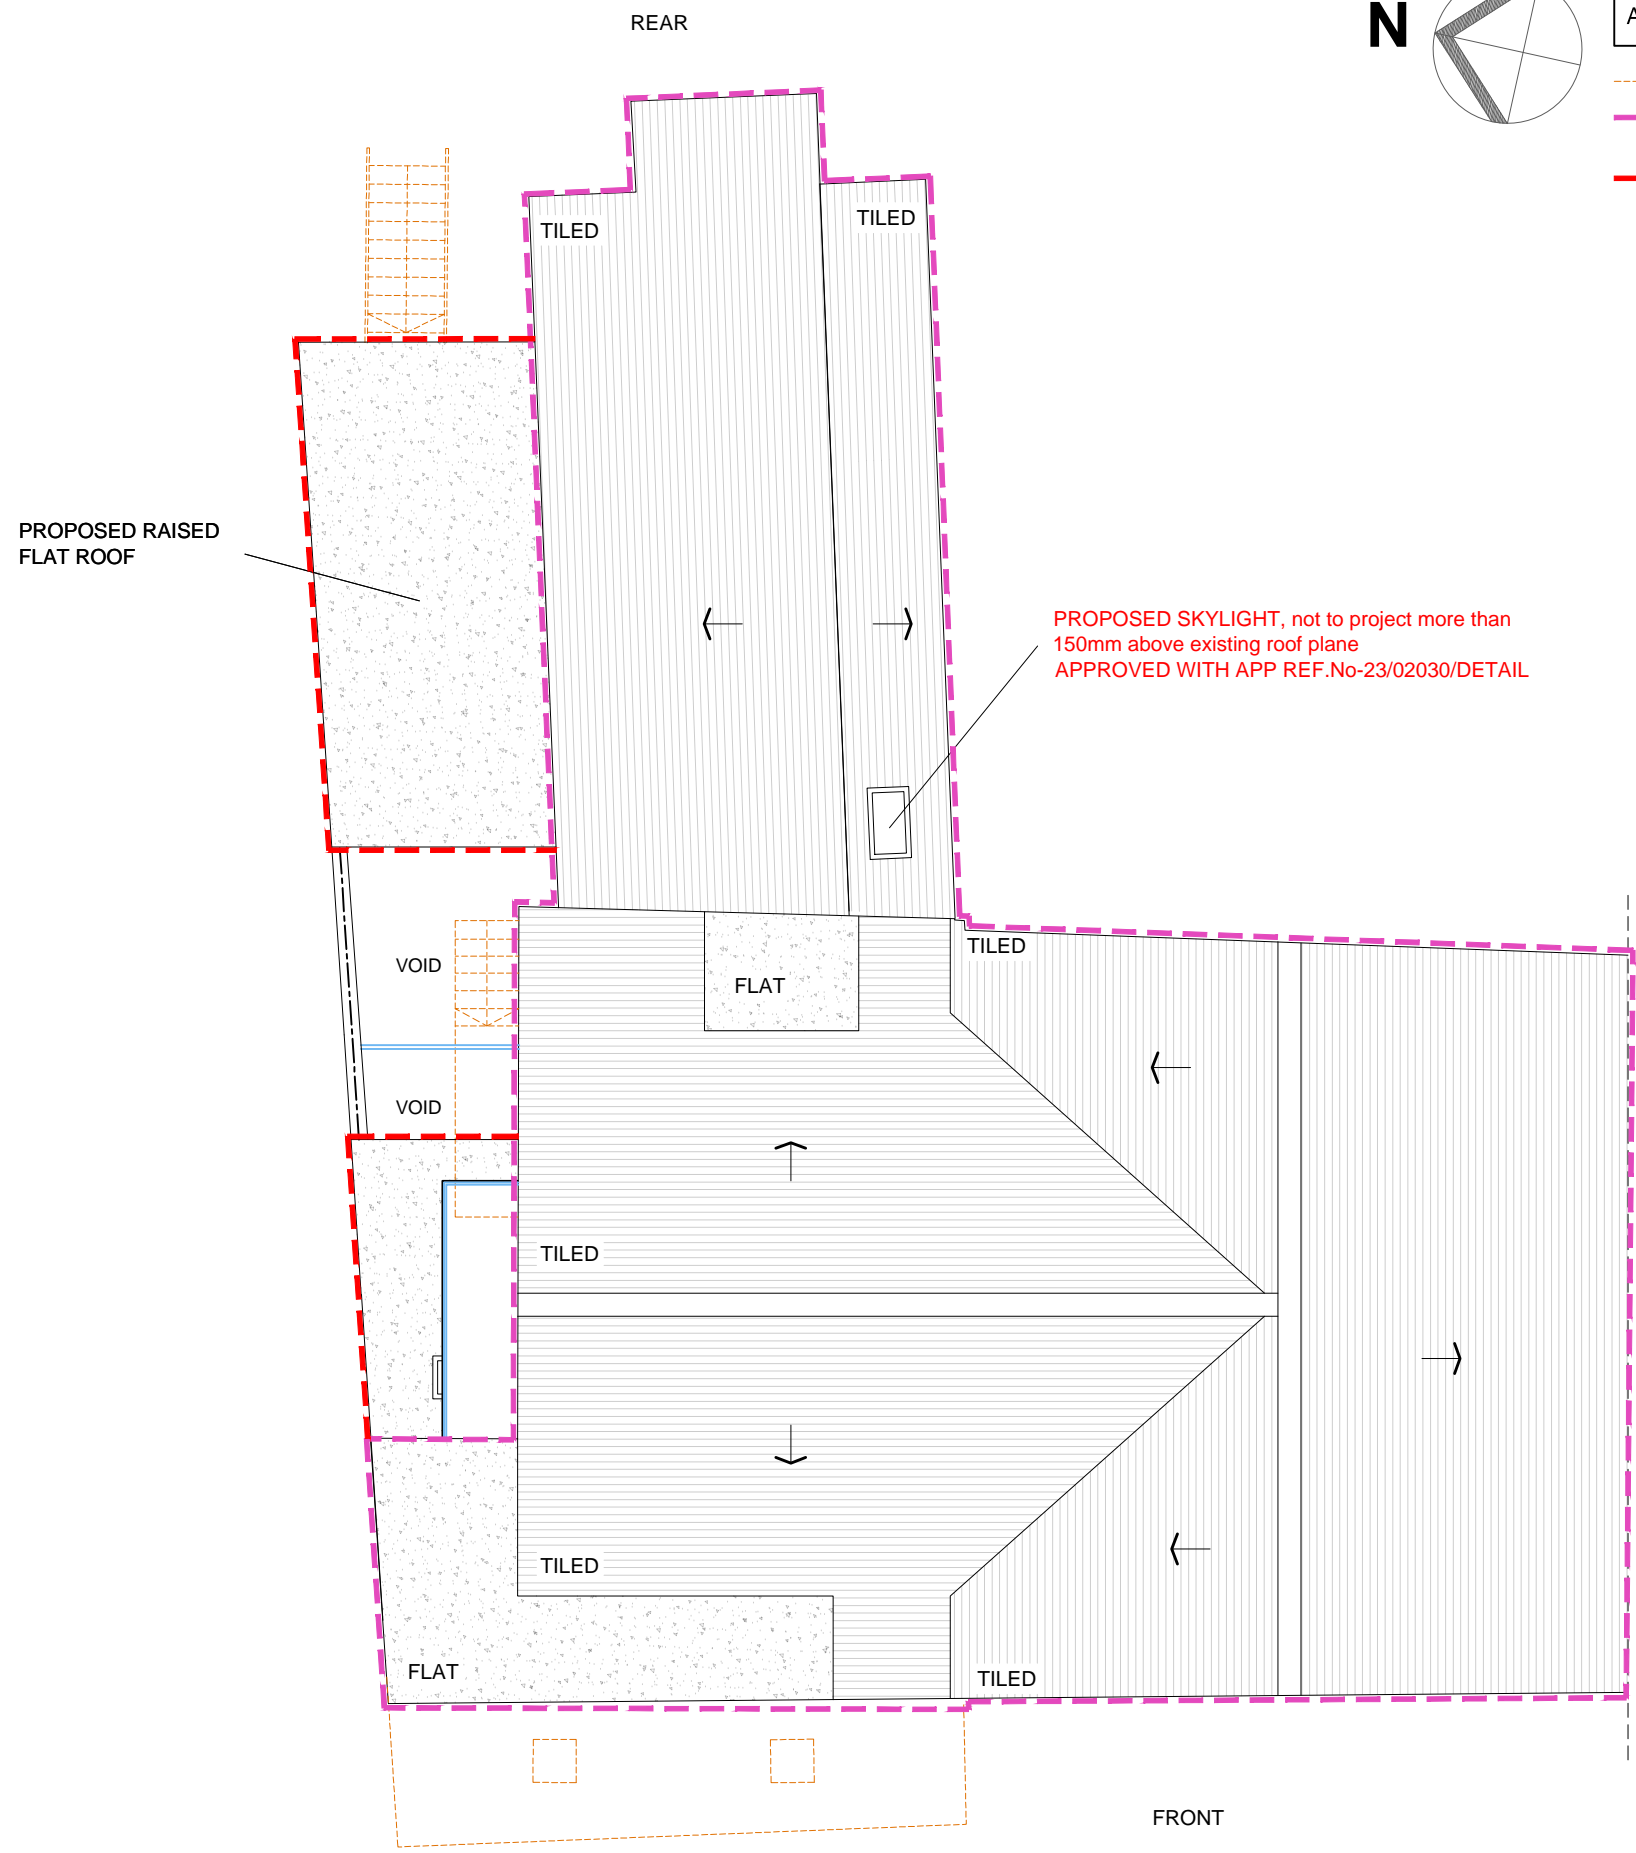 REAR
N
A
TILED
TILED
PROPOSED RAISED
FLAT ROOF
PROPOSED SKYLIGHT, not to project more than
150mm above existing roof plane
APPROVED WITH APP REF.No-23/02030/DETAIL
TILED
VOID
FLAT
VOID
TILED
TILED
FLAT
TILED
FRONT